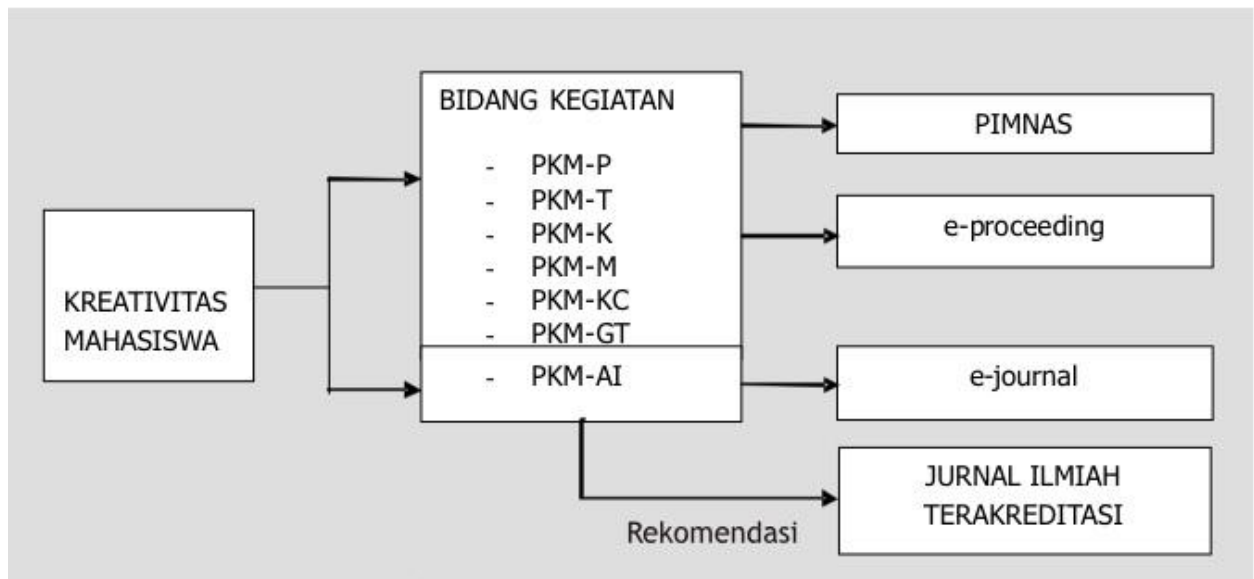 KREATIVITAS
MAHASISWA
BIDANG KEGIATAN
- PKM-P
- PKM-T
- PKM-K
- PKM-M
- PKM-KC
- PKM-GT
- PKM-AI
PIMNAS
e-proceeding
e-journal
JURNAL ILMIAH
TERAKREDITASI
Rekomendasi